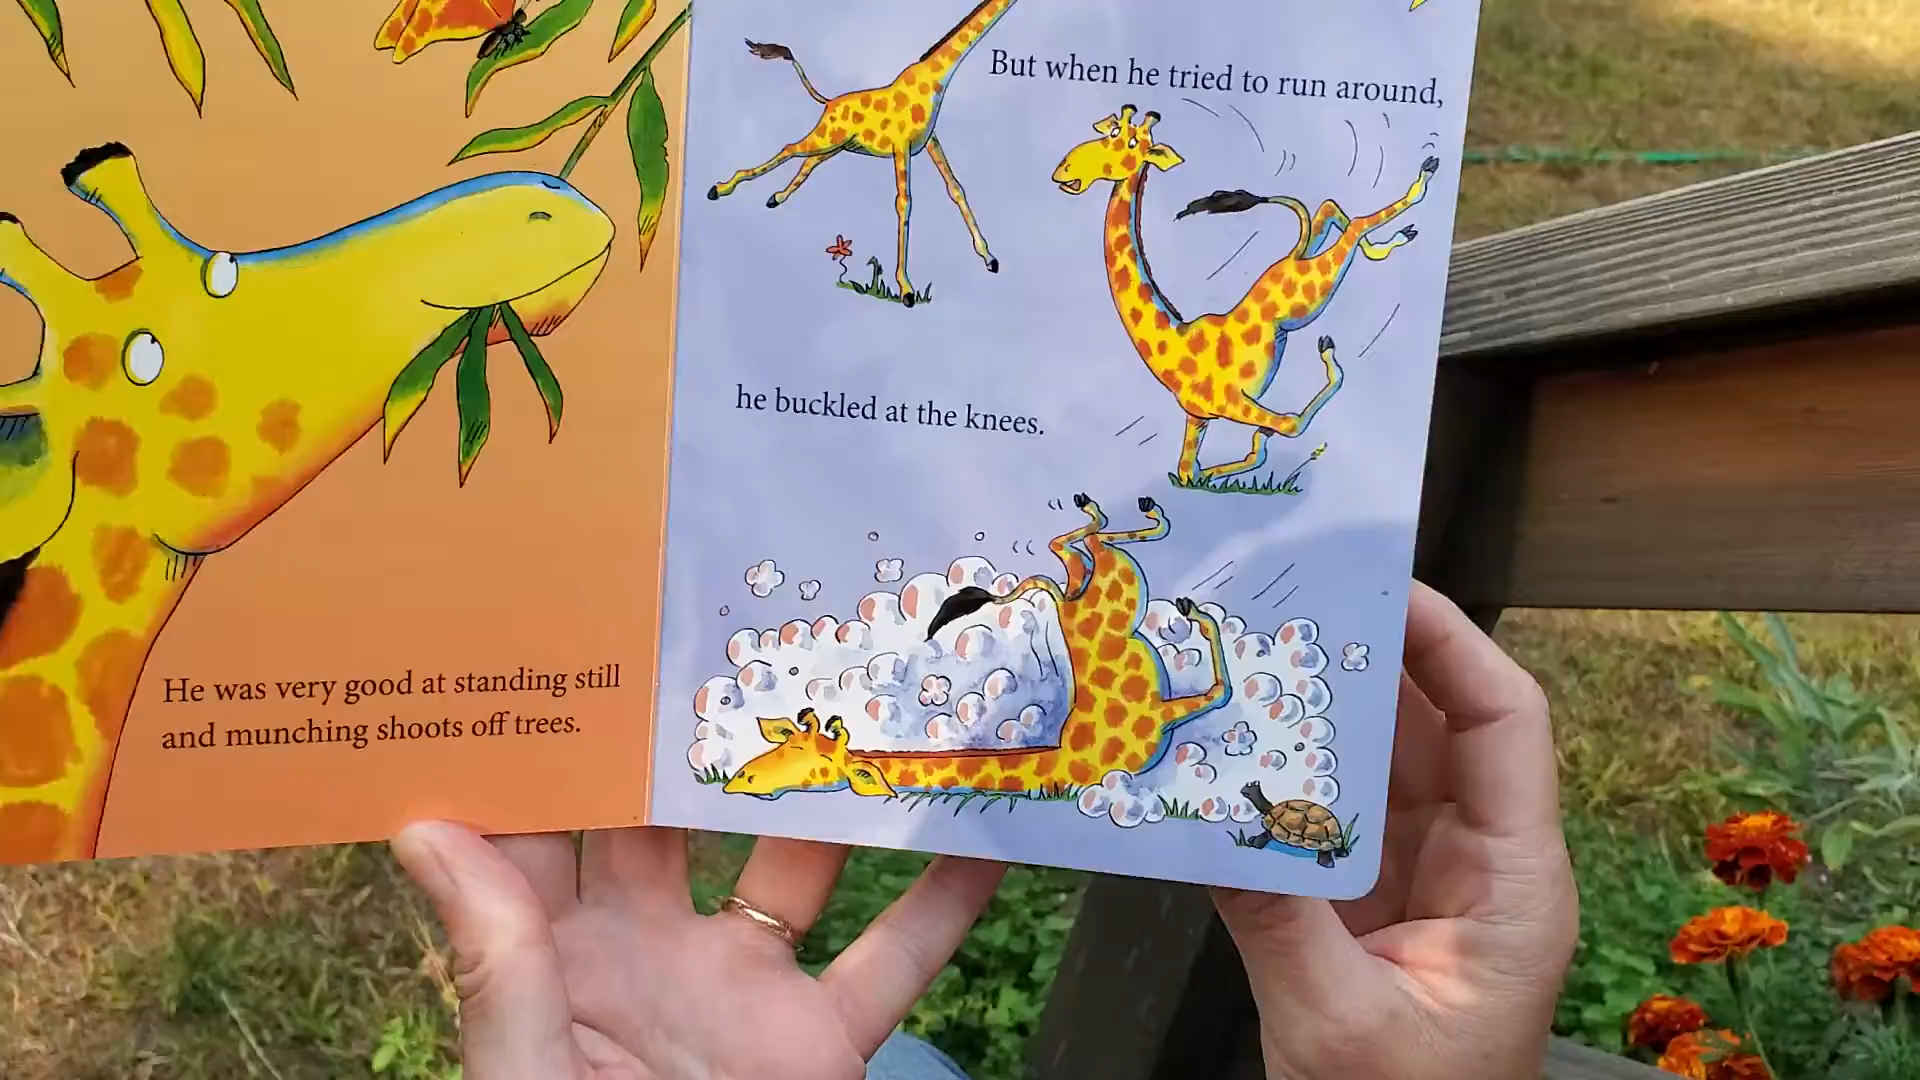 He was very good at standing still
and munching shoots off trees.
But when he tried to run around,
he buckled at the knees.